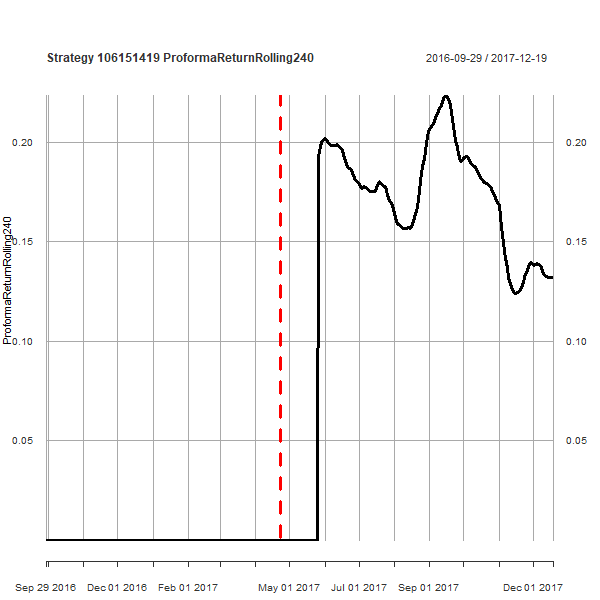 Strategy 106151419 ProformaReturnRolling240
2016-09-29 / 2017-12-19
ProformaReturnRolling240
0.20
0.20
0.15
0.15
0.10
0.10
0.05
0.05
Sep 29 2016
Dec 01 2016
Feb 01 2017
May 01 2017
Jul 01 2017
Sep 01 2017
Dec 01 2017